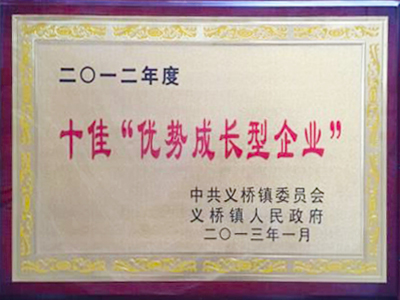 二〇一二年度
十佳“优势成长型企业”
中共义桥镇委员会
义桥镇人民政府
二〇一三年一月